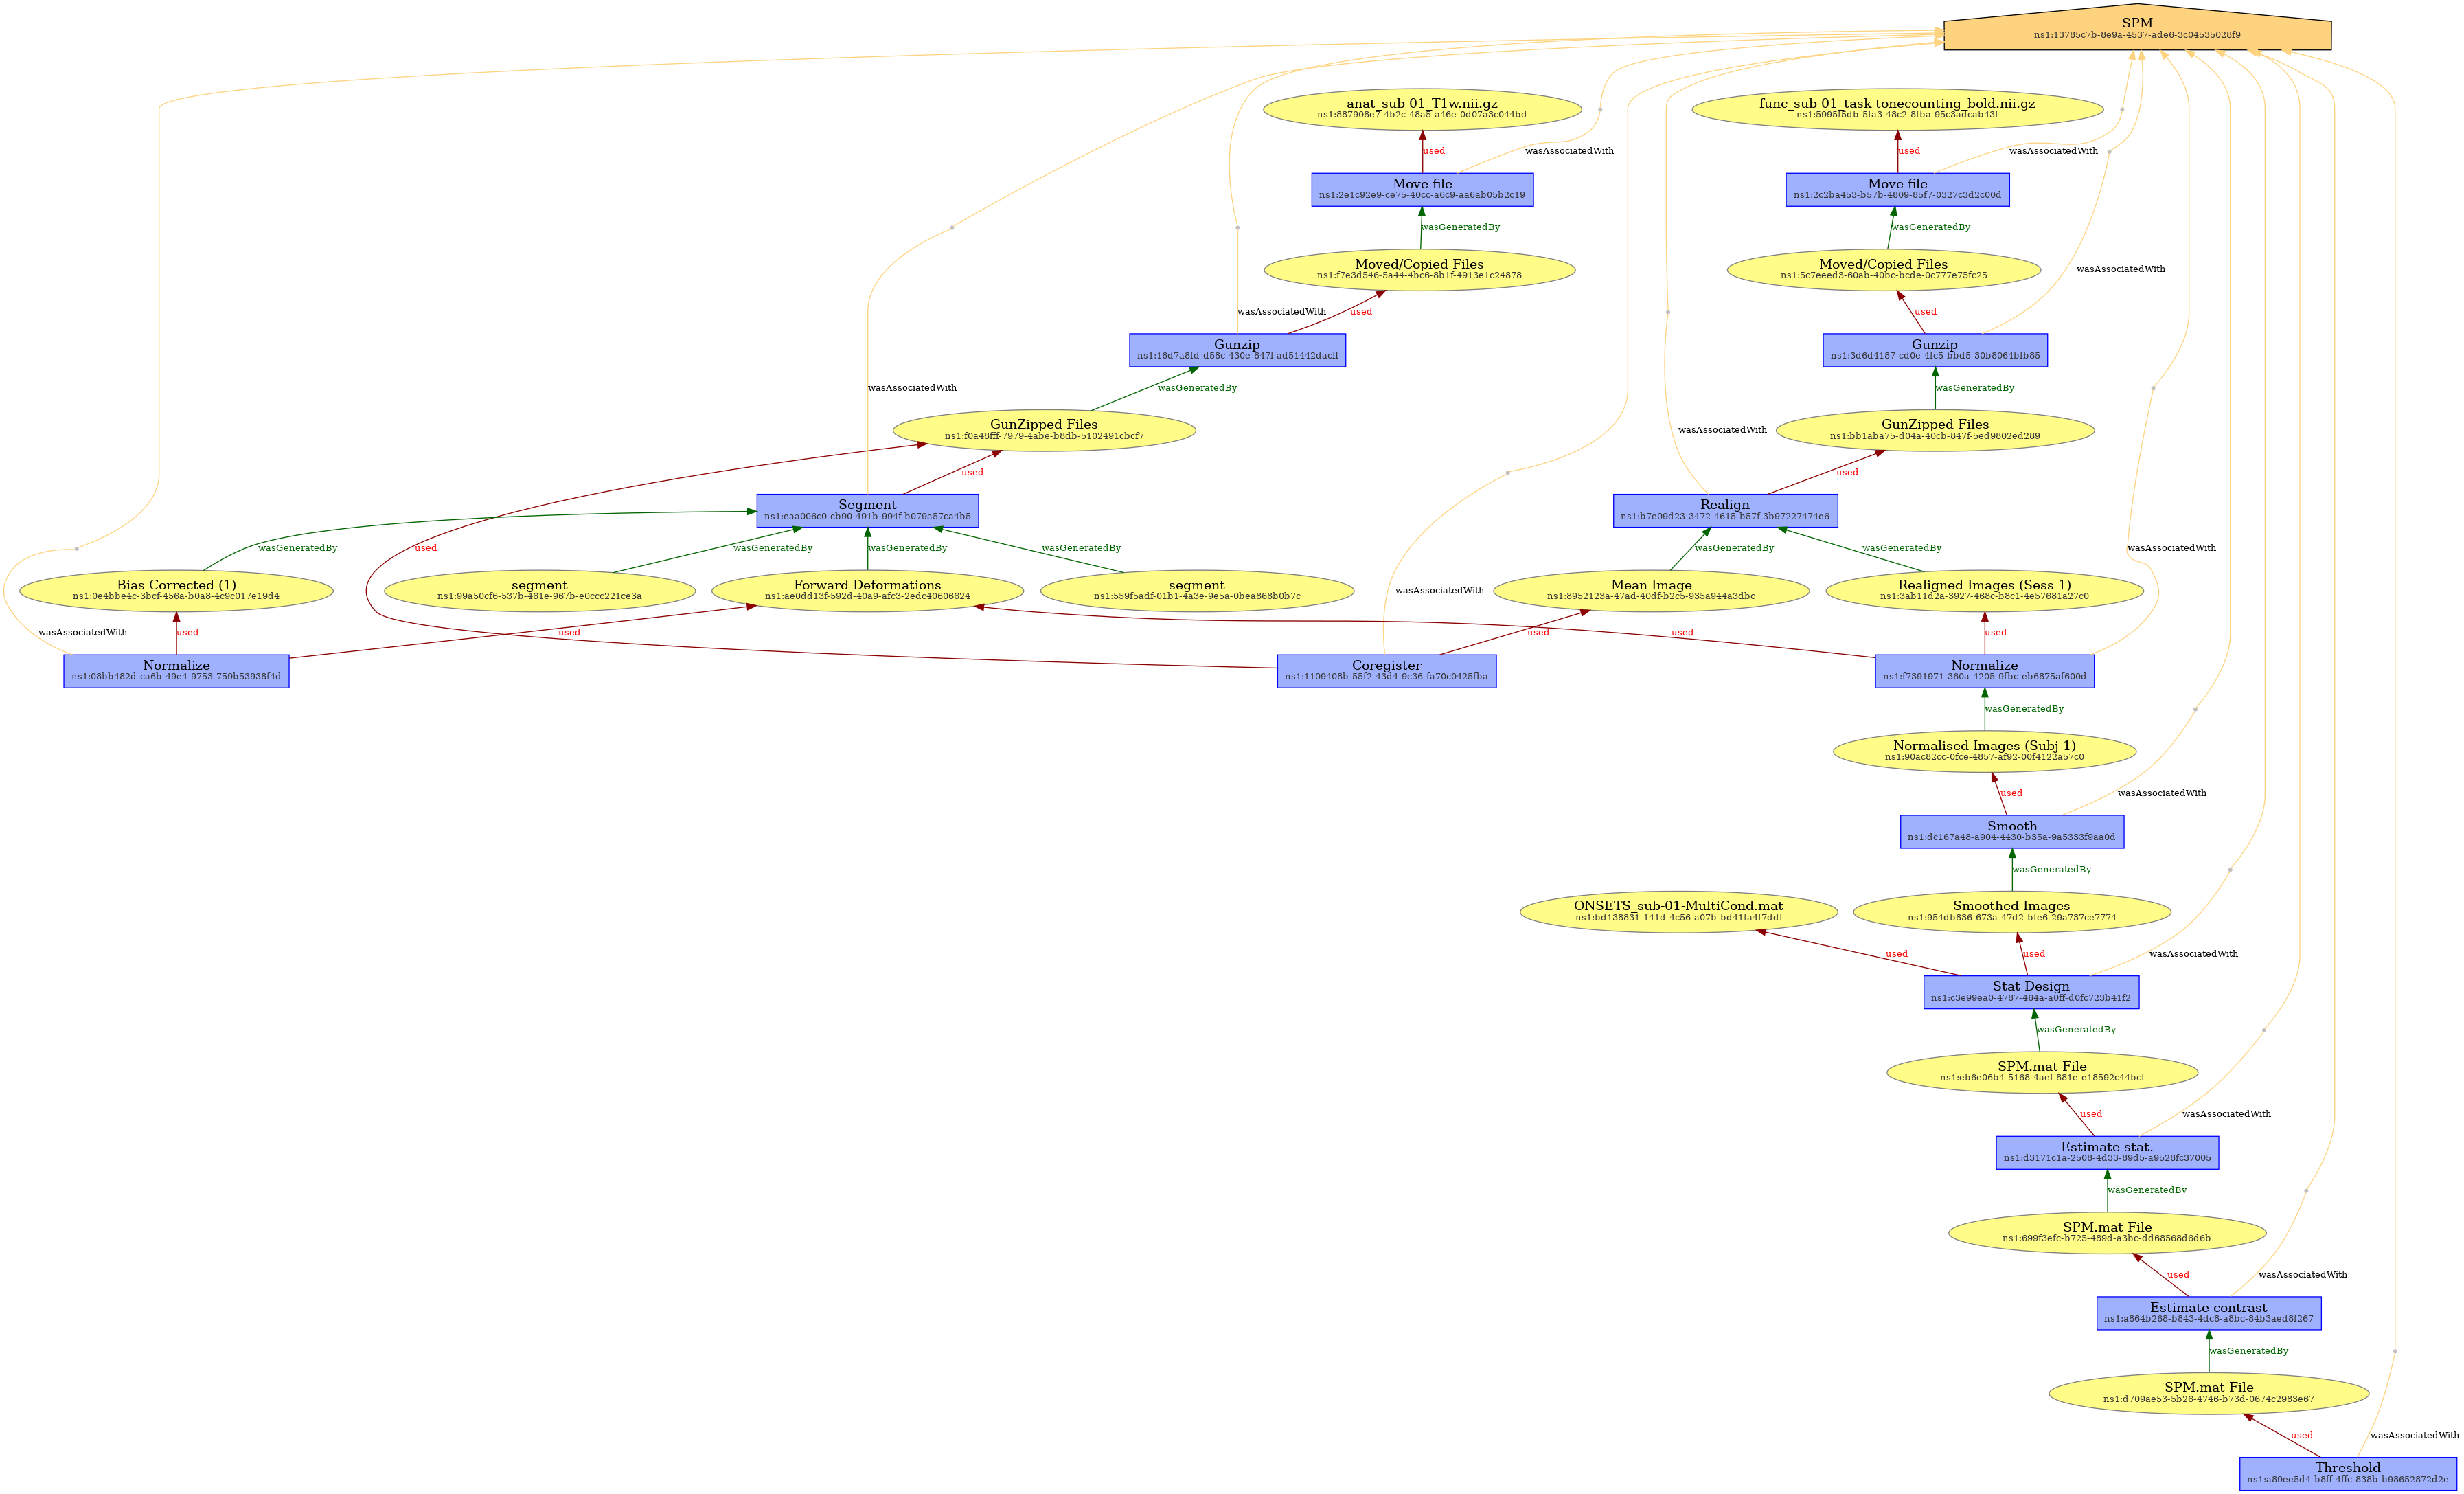 SPM
ns1:13785c7b-8e9a-4537-ade6-3c04535028f9
anat_sub-01_T1w.nii.gz
ns1:887908e7-4b2c-48a5-a46e-0d07a3c044bd
func_sub-01_task-tonecounting_bold.nii.gz
ns1:5995f5db-5fa3-48c2-8fba-95c3adcab43f
used
wasAssociatedWith
used
wasAssociatedWith
Move file
ns1:2e1c92e9-ce75-40cc-a6c9-aa6ab05b2c19
Move file
ns1:2c2ba453-b57b-4809-85f7-0327c3d2c00d
wasGeneratedBy
wasGeneratedBy
Moved/Copied Files
ns1:f7e3d546-5a44-4bc6-8b1f-4913e1c24878
Moved/Copied Files
ns1:5c7eeed3-60ab-40bc-bcde-0c777e75fc25
wasAssociatedWith
wasAssociatedWith
used
used
Gunzip
ns1:16d7a8fd-d58c-430e-847f-ad51442dacff
Gunzip
ns1:3d6d4187-cd0e-4fc5-bbd5-30b8064bfb85
wasAssociatedWith
wasGeneratedBy
wasGeneratedBy
GunZipped Files
ns1:f0a48fff-7979-4abe-b8db-5102491cbcf7
wasAssociatedWith
GunZipped Files
ns1:bb1aba75-d04a-40cb-847f-5ed9802ed289
used
used
Segment
ns1:eaa006c0-cb90-491b-994f-b079a57ca4b5
Realign
ns1:b7e09d23-3472-4615-b57f-3b97227474e6
wasGeneratedBy
used
wasGeneratedBy
wasGeneratedBy
wasGeneratedBy
wasGeneratedBy
wasGeneratedBy
wasAssociatedWith
Bias Corrected (1)
ns1:0e4bbe4c-3bcf-456a-b0a8-4c9c017e19d4
segment
ns1:99a50cf6-537b-461e-967b-e0ccc221ce3a
Forward Deformations
ns1:ae0dd13f-592d-40a9-afc3-2edc40606624
segment
ns1:559f5adf-01b1-4a3e-9e5a-0bea868b0b7c
wasAssociatedWith
Mean Image
ns1:8952123a-47ad-40df-b2c5-935a944a3dbc
Realigned Images (Sess 1)
ns1:3ab11d2a-3927-468c-b8c1-4e57681a27c0
wasAssociatedWith
used
used
used
used
used
Normalize
ns1:08bb482d-ca6b-49e4-9753-759b53938f4d
Coregister
ns1:1109408b-55f2-43d4-9c36-fa70c0425fba
Normalize
ns1:f7391971-360a-4205-9fbc-eb6875af600d
wasGeneratedBy
Normalised Images (Subj 1)
ns1:90ac82cc-0fce-4857-af92-00f4122a57c0
used
wasAssociatedWith
Smooth
ns1:dc167a48-a904-4430-b35a-9a5333f9aa0d
wasGeneratedBy
ONSETS_sub-01-MultiCond.mat
ns1:bd138831-141d-4c56-a07b-bd41fa4f7ddf
Smoothed Images
ns1:954db836-673a-47d2-bfe6-29a737ce7774
used
used
wasAssociatedWith
Stat Design
ns1:c3e99ea0-4787-464a-a0ff-d0fc723b41f2
wasGeneratedBy
SPM.mat File
ns1:eb6e06b4-5168-4aef-881e-e18592c44bcf
used
wasAssociatedWith
Estimate stat.
ns1:d3171c1a-2508-4d33-89d5-a9528fc37005
wasGeneratedBy
SPM.mat File
ns1:699f3efc-b725-489d-a3bc-dd68568d6d6b
used
wasAssociatedWith
Estimate contrast
ns1:a864b268-b843-4dc8-a8bc-84b3aed8f267
wasGeneratedBy
SPM.mat File
ns1:d709ae53-5b26-4746-b73d-0674c2983e67
used
wasAssociatedWith
Threshold
ns1:a89ee5d4-b8ff-4ffc-838b-b98652872d2e